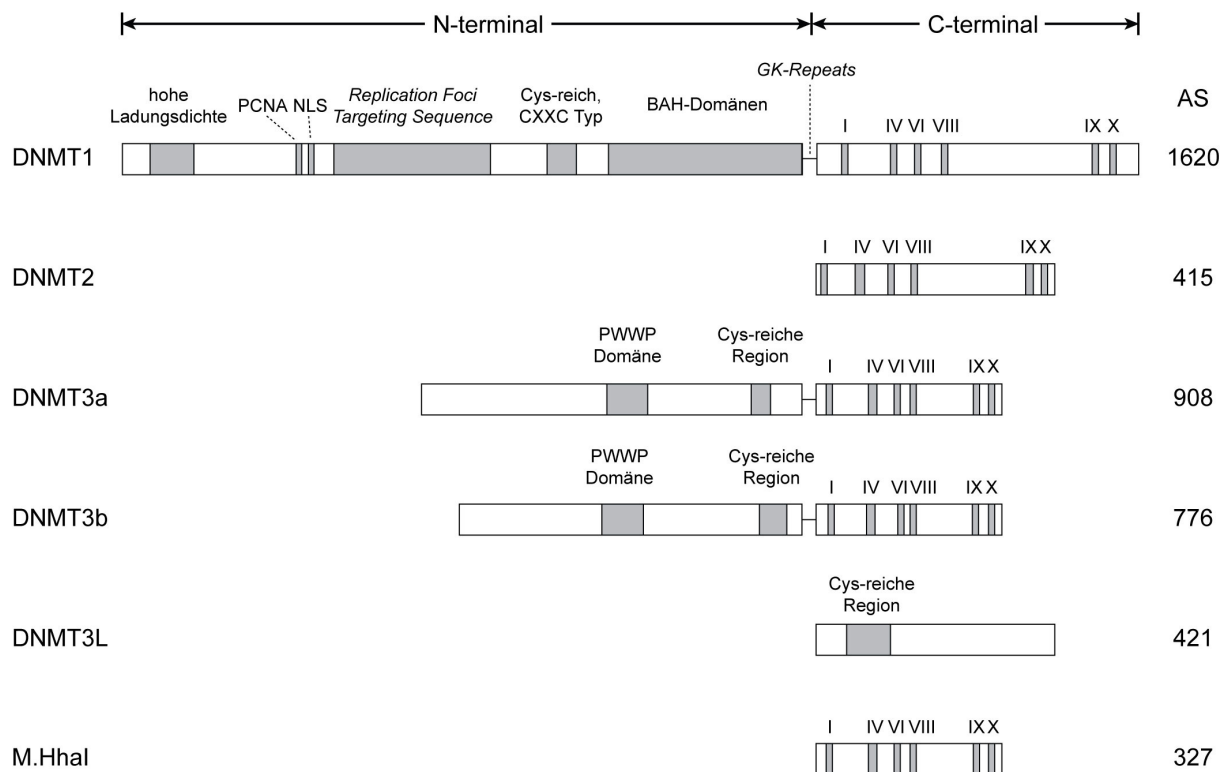 N-terminal
C-terminal
GK-Repeats
AS
hohe
Ladungsdichte
PCNA NLS
Replication Foci
Targeting Sequence
Cys-reich,
CXXC Typ
BAH-Domänen
I IV VI VIII IX X
DNMT1
1620
I IV VI VIII IX X
DNMT2
415
PWWP
Domäne
Cys-reiche
Region
I IV VI VIII IX X
DNMT3a
908
PWWP
Domäne
Cys-reiche
Region
I IV VI VIII IX X
DNMT3b
776
Cys-reiche
Region
DNMT3L
421
I IV VI VIII IX X
M.HhaI
327